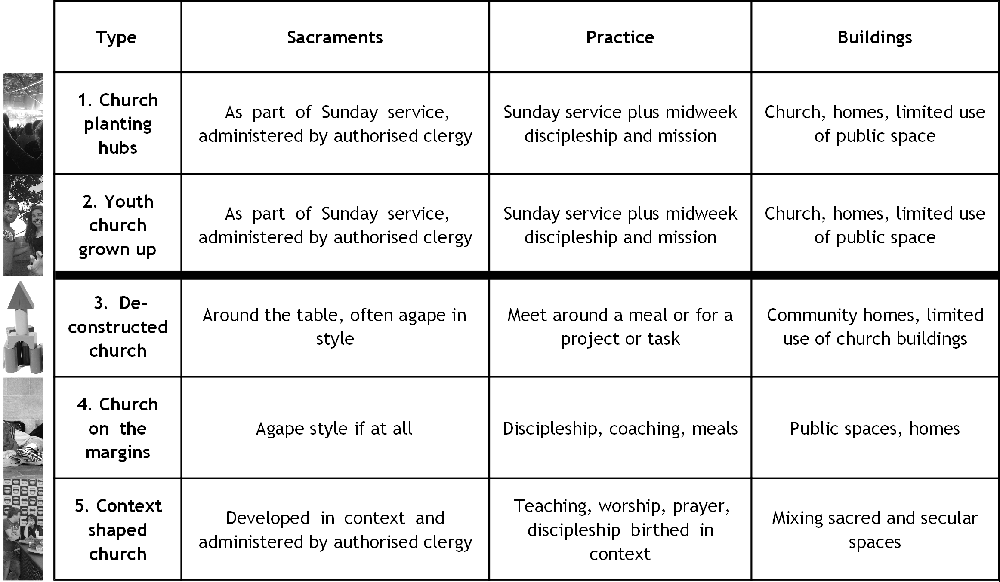 Type
Sacraments
Practice
Buildings
1. Church
planting
hubs
As part of Sunday service,
administered by authorised clergy
Sunday service plus midweek
discipleship and mission
Church, homes, limited use
of public space
2. Youth
church
grown up
As part of Sunday service,
administered by authorised clergy
Sunday service plus midweek
discipleship and mission
Church, homes, limited use
of public space
3. De-
constructed
church
Around the table, often agape in
style
Meet around a meal or for a
project or task
Community homes, limited
use of church buildings
4. Church
on the
margins
Agape style if at all
Discipleship, coaching, meals
Public spaces, homes
5. Context
shaped
church
Developed in context and
administered by authorised clergy
Teaching, worship, prayer,
discipleship birthed in
context
Mixing sacred and secular
spaces